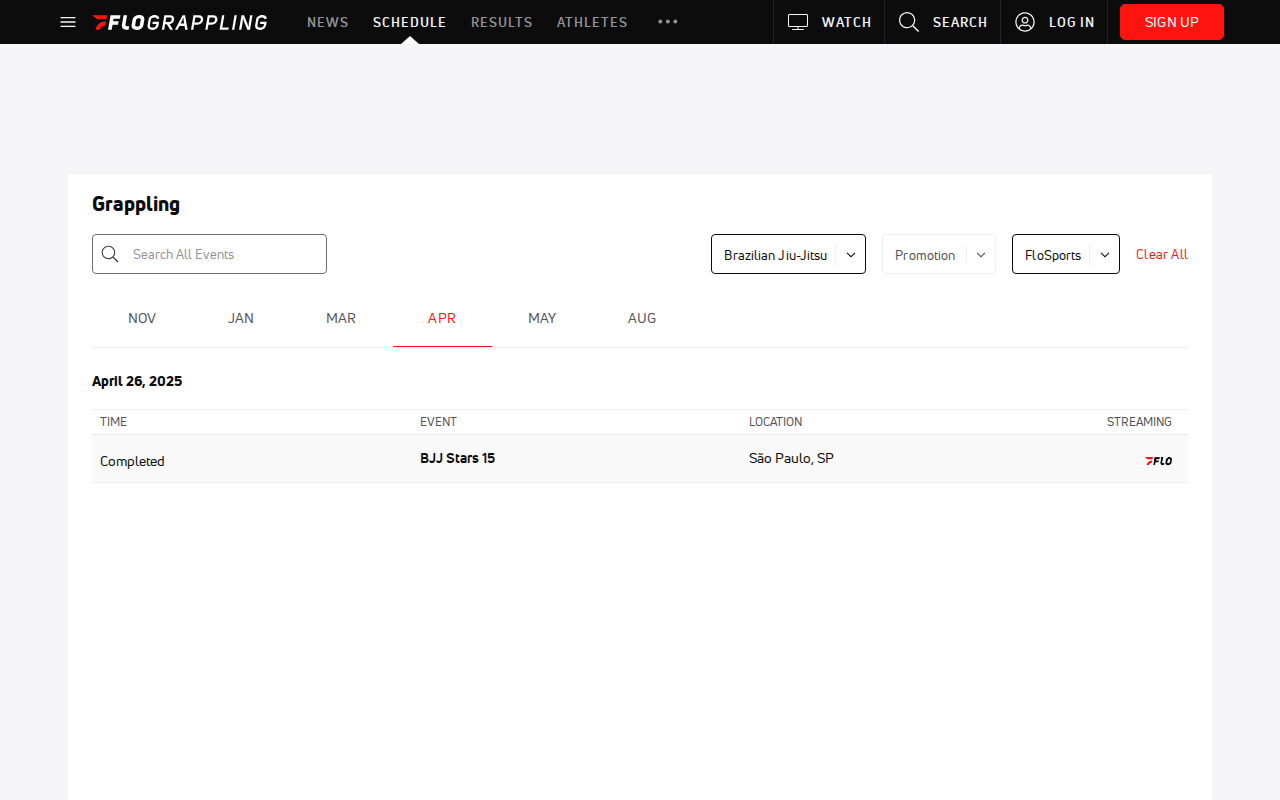 FLOGRAPPLING NEWS SCHEDULE RESULTS ATHLETES WATCH SEARCH LOG IN SIGN UP
Grappling
Search All Events Brazilian Jiu-Jitsu Promotion FloSports Clear All
NOV JAN MAR APR MAY AUG
April 26, 2025
TIME EVENT LOCATION STREAMING
Completed BJJ Stars 15 São Paulo, SP FLO